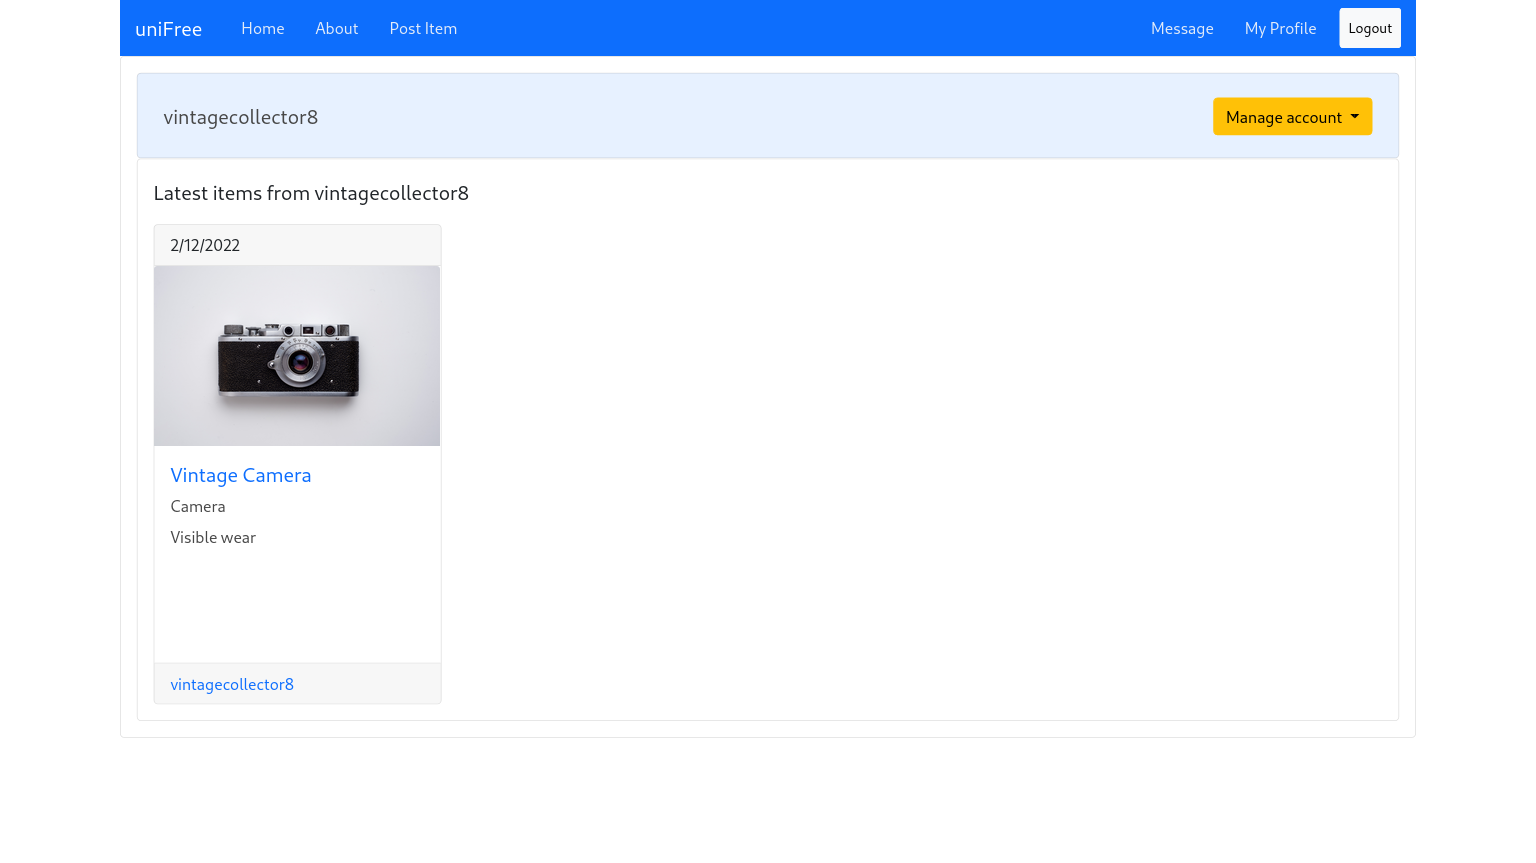 uniFree Home About Post Item Message My Profile Logout
vintagecollector8 Manage account
Latest items from vintagecollector8
2/12/2022
Vintage Camera
Camera
Visible wear
vintagecollector8